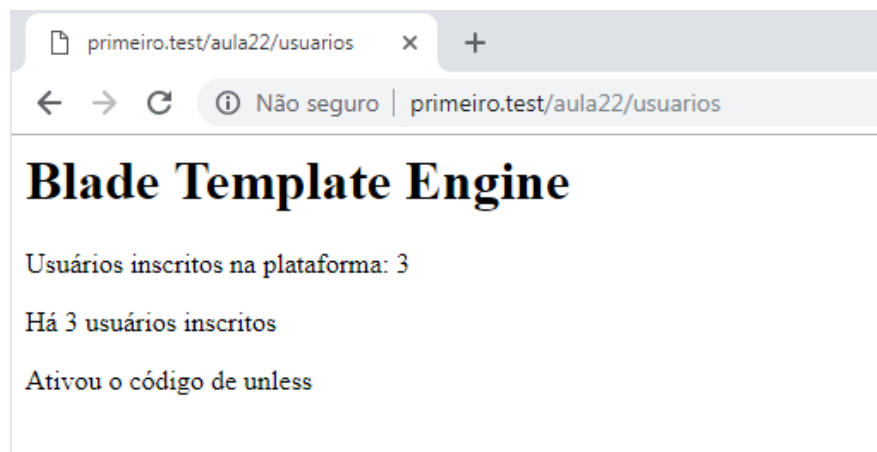 primeiro.test/aula22/usuarios
Não seguro | primeiro.test/aula22/usuarios
Blade Template Engine
Usuários inscritos na plataforma: 3
Há 3 usuários inscritos
Ativou o código de unless